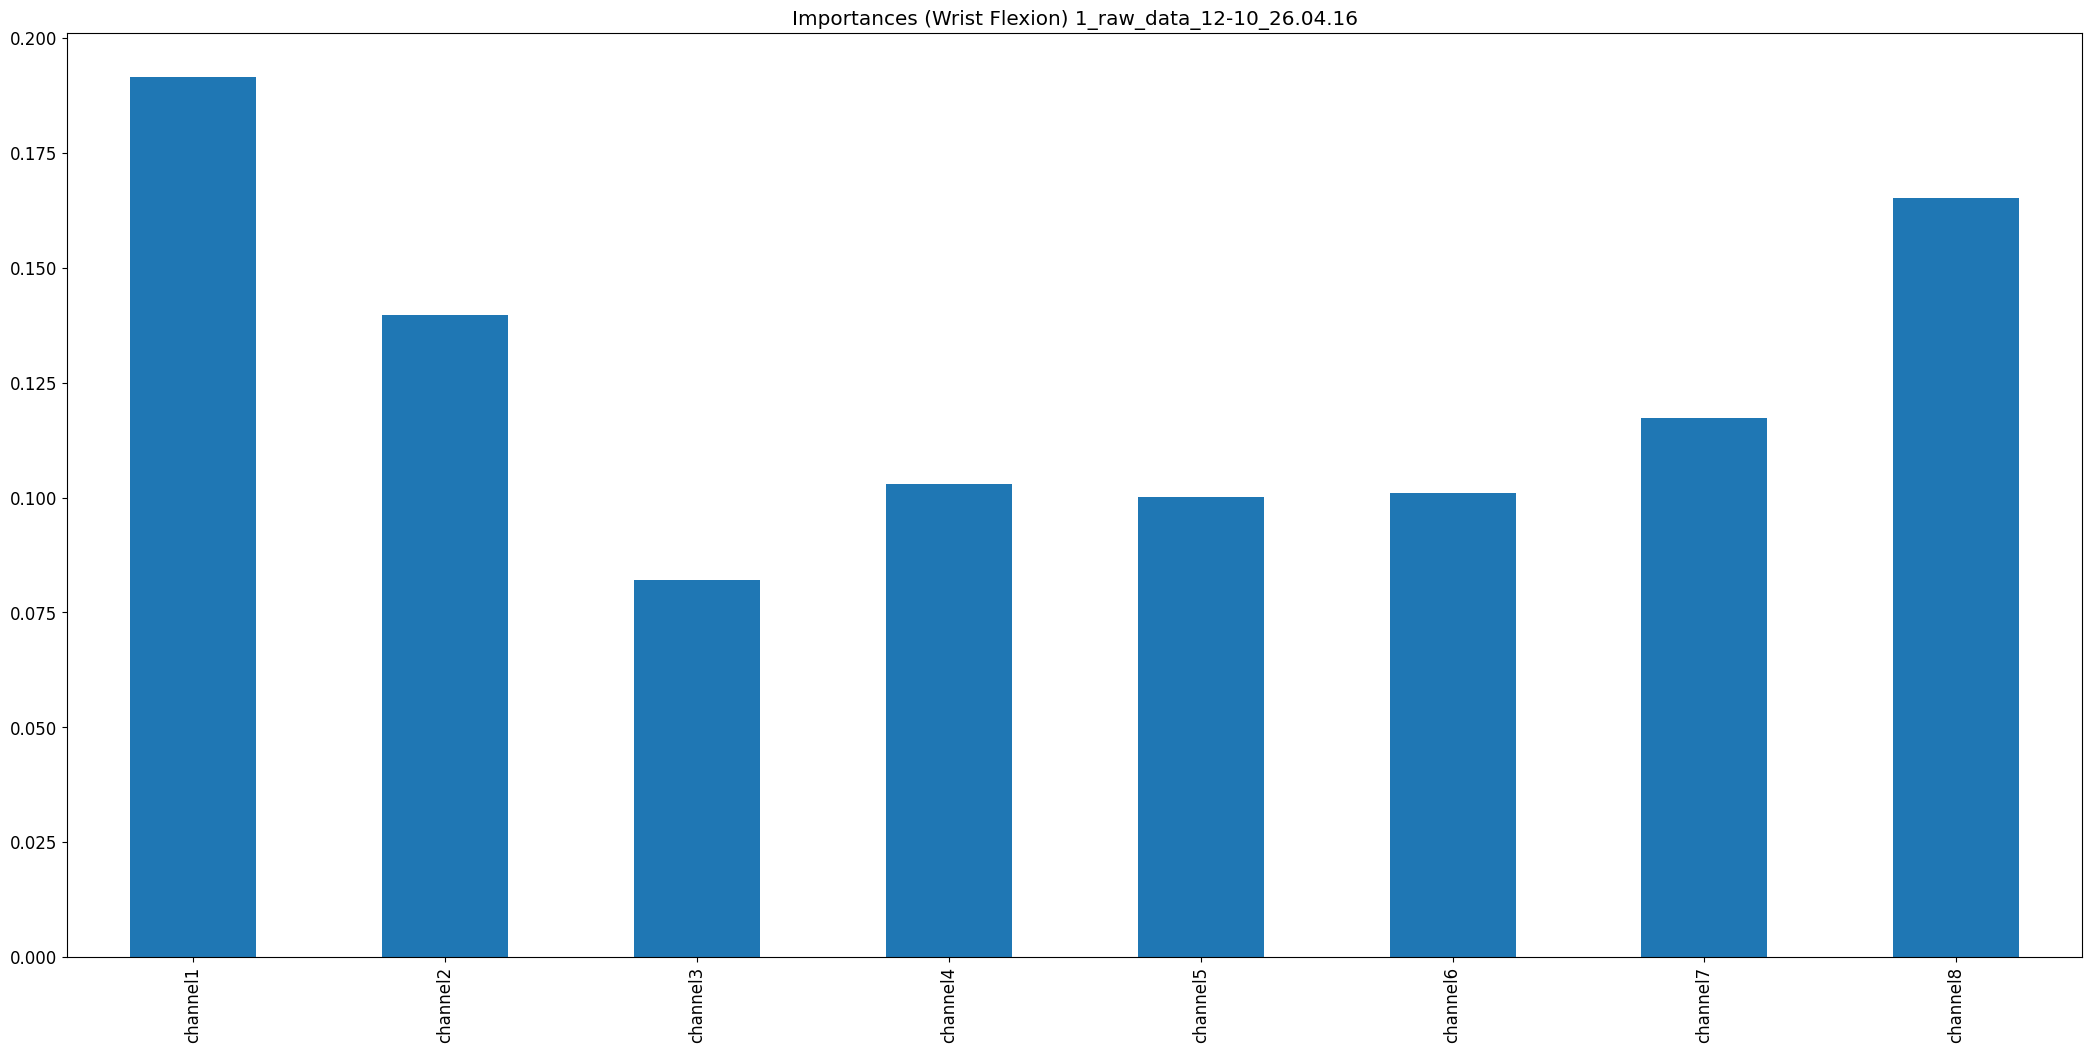 Importances (Wrist Flexion) 1_raw_data_12-10_26.04.16
0.200
0.175
0.150
0.125
0.100
0.075
0.050
0.025
0.000
channel1
channel2
channel3
channel4
channel5
channel6
channel7
channel8